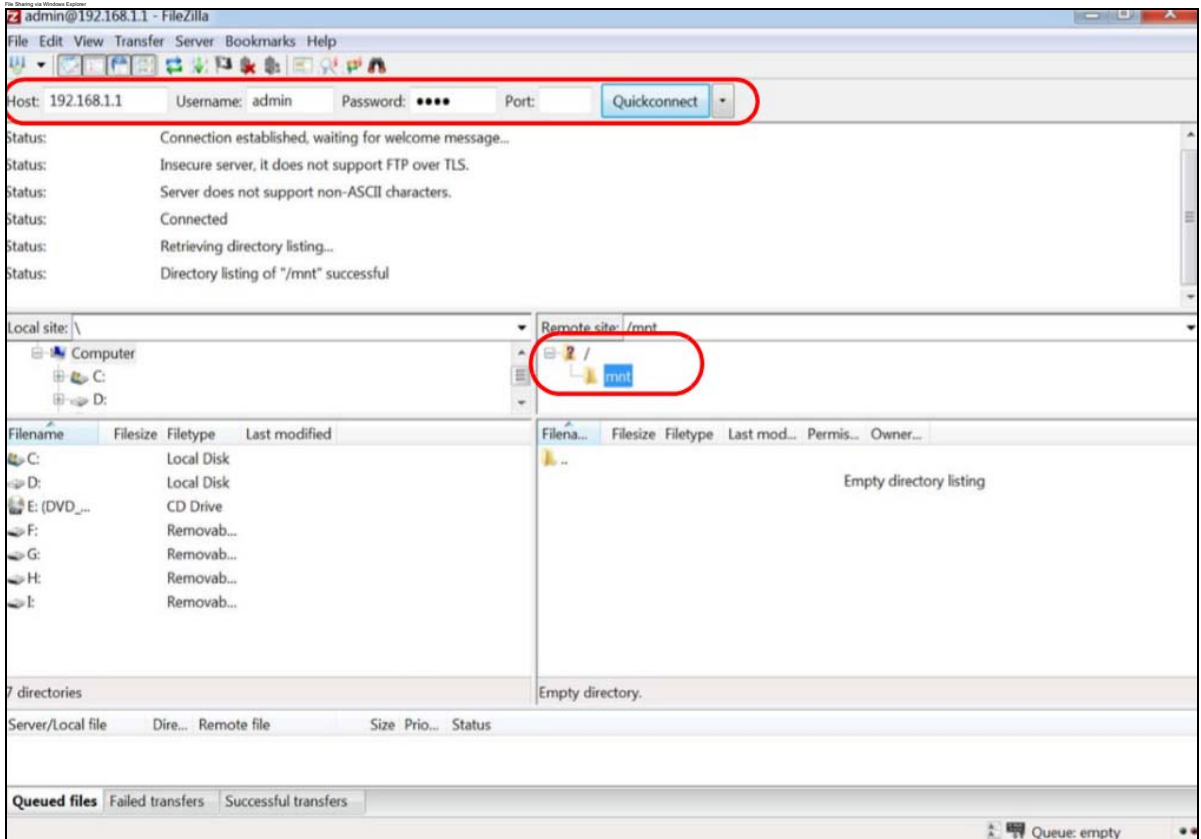 File Sharing via Windows Explorer
admin@192.168.1.1 - FileZilla
File Edit View Transfer Server Bookmarks Help
Host: 192.168.1.1 Username: admin Password: •••• Port: Quickconnect
Status: Connection established, waiting for welcome message...
Status: Insecure server, it does not support FTP over TLS.
Status: Server does not support non-ASCII characters.
Status: Connected
Status: Retrieving directory listing...
Status: Directory listing of "/mnt" successful
Local site: \ Remote site: /mnt
Computer
C:
D:
/
mnt
Filename Filesize Filetype Last modified
C: Local Disk
D: Local Disk
E: (DVD_... CD Drive
F: Removab...
G: Removab...
H: Removab...
I: Removab...
7 directories
Filena... Filesize Filetype Last mod... Permis... Owner...
..
Empty directory listing
Empty directory.
Server/Local file Dire... Remote file Size Prio... Status
Queued files Failed transfers Successful transfers
Queue: empty